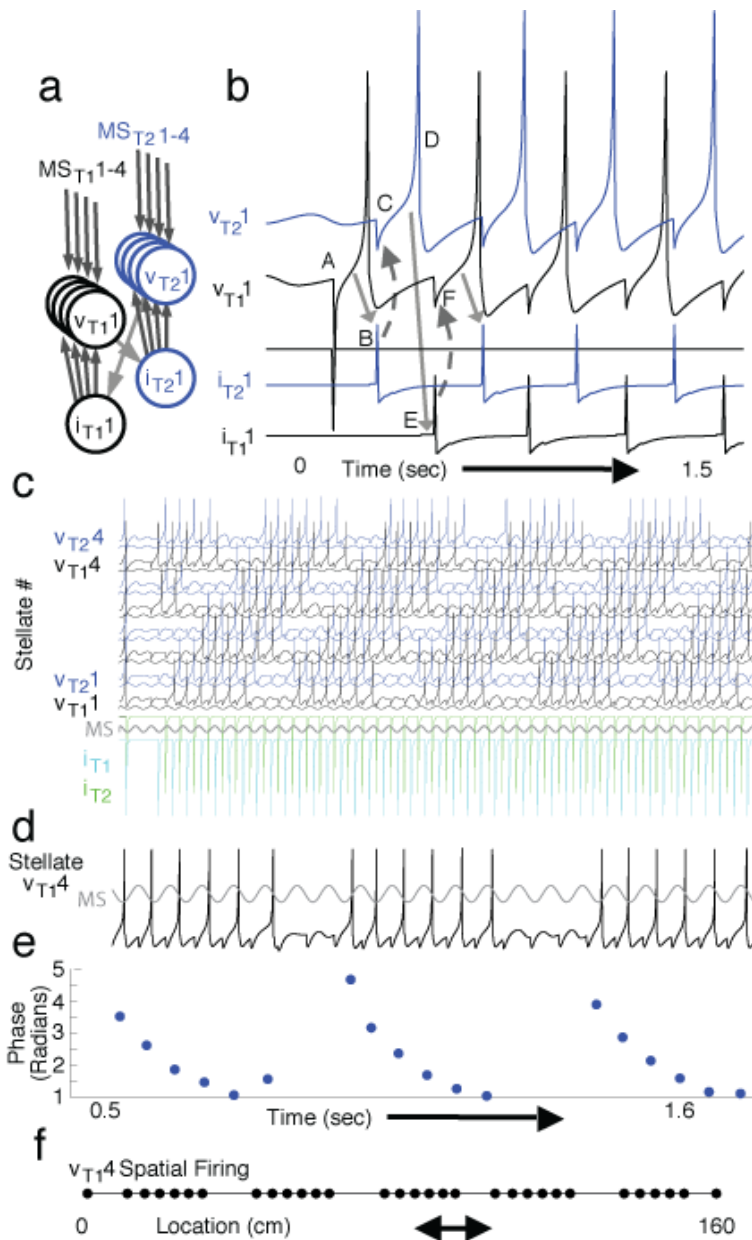 a
MS_T2 1-4
MS_T1 1-4
v_T2 1
v_T1 1
i_T2 1
i_T1 1
b
v_T2 1
v_T1 1
i_T2 1
i_T1 1
A
B
C
D
E
F
0 Time (sec) 1.5
c
Stellate #
v_T2 4
v_T1 4
v_T2 1
v_T1 1
MS
i_T1
i_T2
d
Stellate
v_T1 4
MS
e
Phase
(Radians)
5
4
3
2
1
0.5 Time (sec) 1.6
f
v_T1 4 Spatial Firing
0 Location (cm) 160